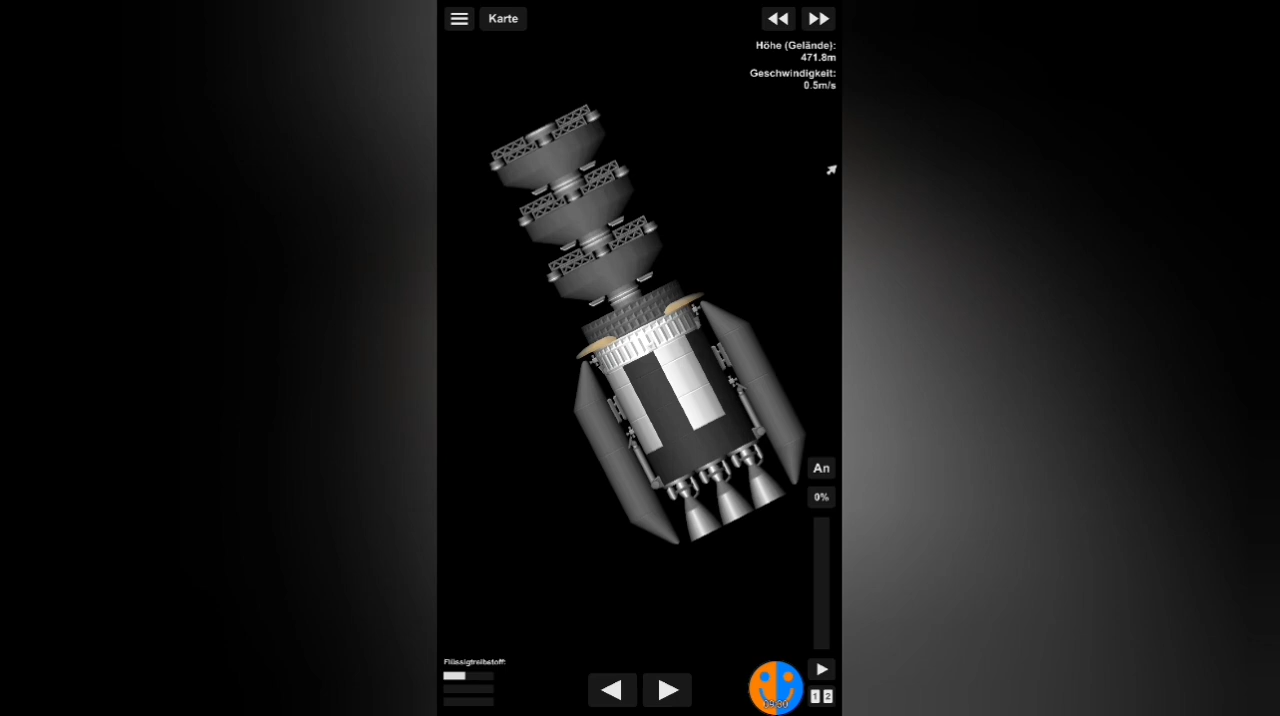 Karte
Höhe (Gelände):
471.8m
Geschwindigkeit:
0.5m/s
An
0%
Flüssigtreibstoff:
1 2